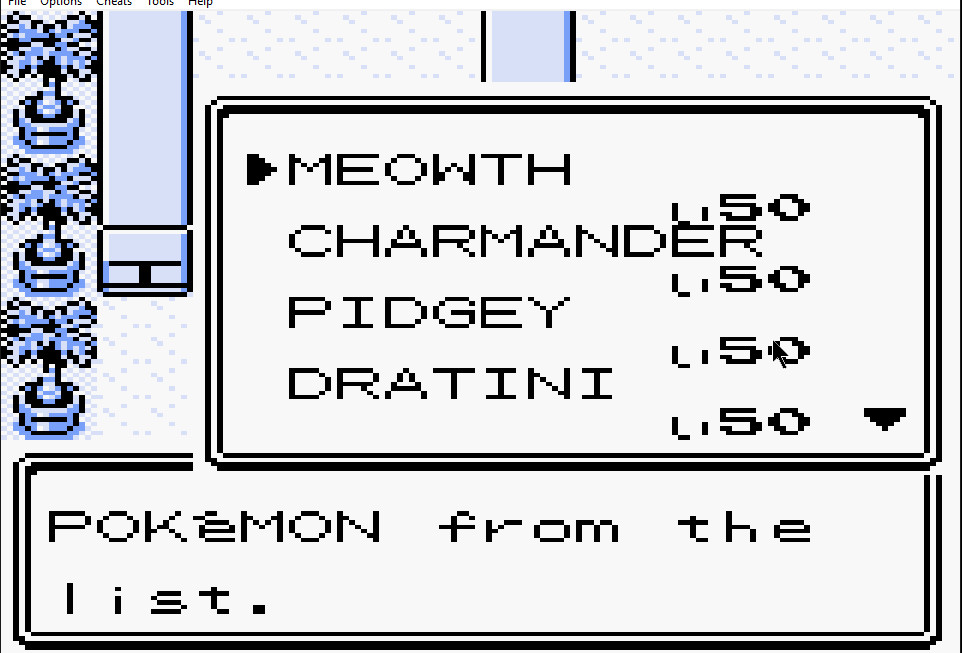 File Options Cheats Tools Help
▶MEOWTH
L50
CHARMANDER
L50
PIDGEY
L50
DRATINI
L50
POKéMON from the
list.